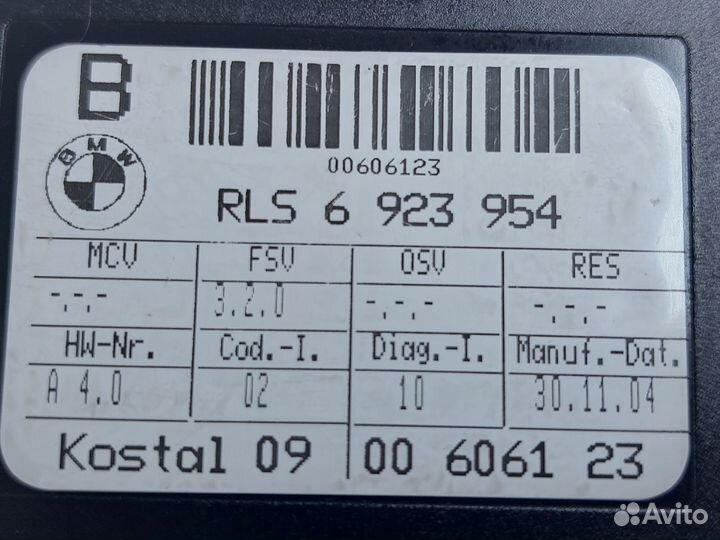 B
BMW
00606123
RLS 6 923 954
MCV FSV OSV RES
-.-.- 3.2.0 -.-.- -.-.-
HW-Nr. Cod.-I. Diag.-I. Manuf.-Dat.
A 4.0 02 10 30.11.04
Kostal 09 00 6061 23
Avito